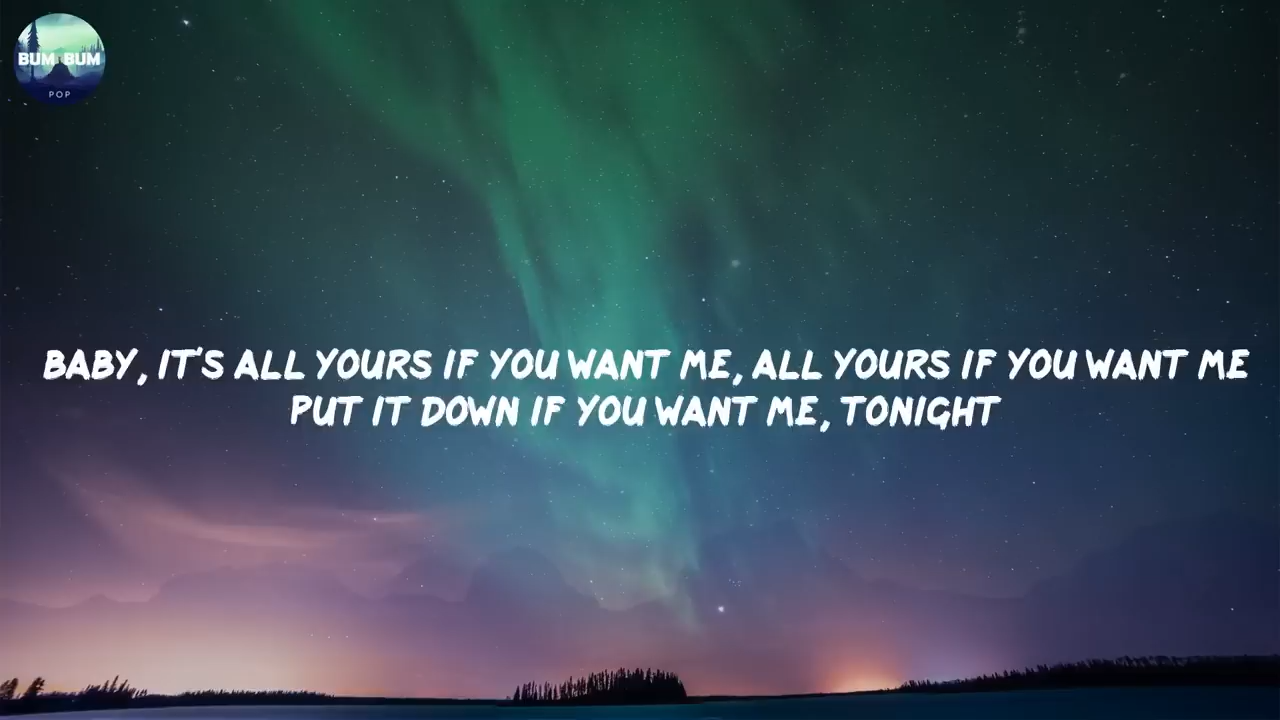 BUM BUM
POP
BABY, IT'S ALL YOURS IF YOU WANT ME, ALL YOURS IF YOU WANT ME
PUT IT DOWN IF YOU WANT ME, TONIGHT